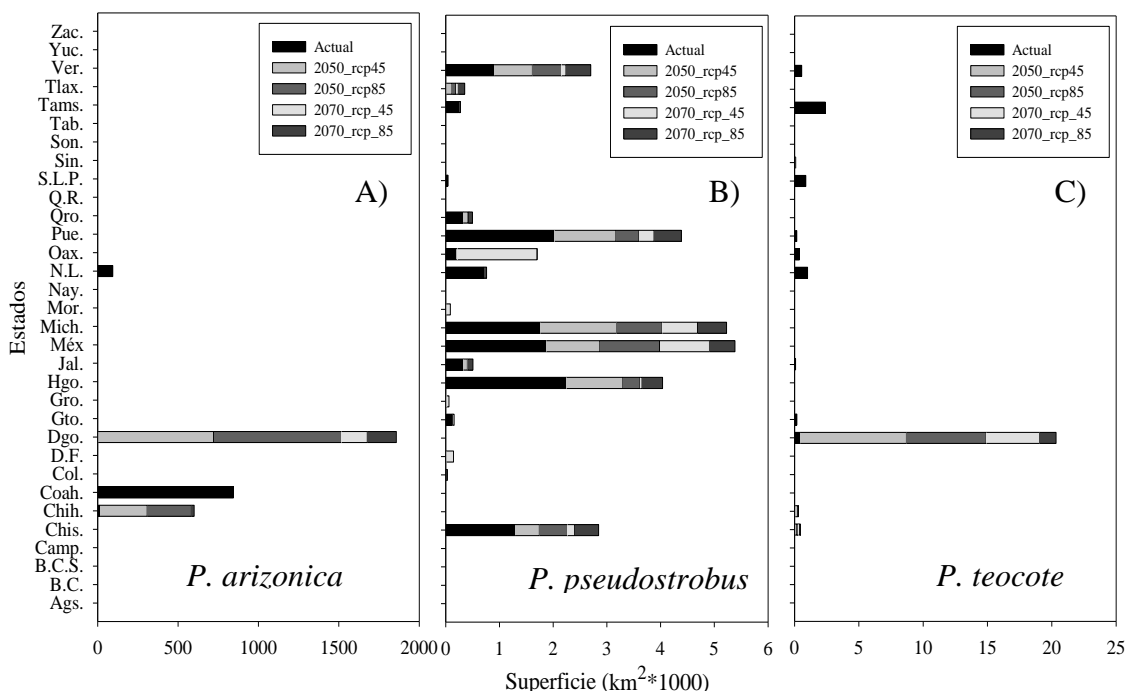 Estados
Zac.
Yuc.
Ver.
Tlax.
Tams.
Tab.
Son.
Sin.
S.L.P.
Q.R.
Qro.
Pue.
Oax.
N.L.
Nay.
Mor.
Mich.
Méx
Jal.
Hgo.
Gro.
Gto.
Dgo.
D.F.
Col.
Coah.
Chih.
Chis.
Camp.
B.C.S.
B.C.
Ags.
Actual
2050_rcp45
2050_rcp85
2070_rcp_45
2070_rcp_85
A)
P. arizonica
0 500 1000 1500 2000
Actual
2050_rcp45
2050_rcp85
2070_rcp_45
2070_rcp_85
B)
P. pseudostrobus
0 1 2 3 4 5 6
Actual
2050_rcp45
2050_rcp85
2070_rcp_45
2070_rcp_85
C)
P. teocote
0 5 10 15 20 25
Superficie (km²*1000)